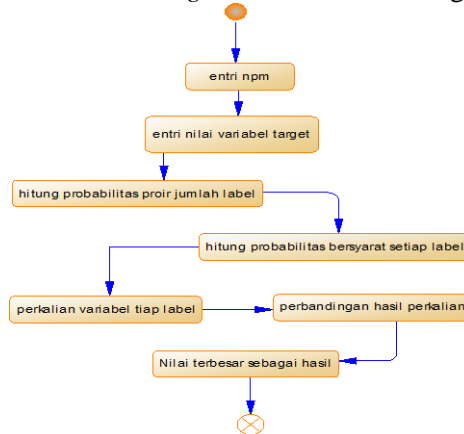 entri npm
entri nilai variabel target
hitung probabilitas proir jumlah label
hitung probabilitas bersyarat setiap label
perkalian variabel tiap label
perbandingan hasil perkalian
Nilai terbesar sebagai hasil